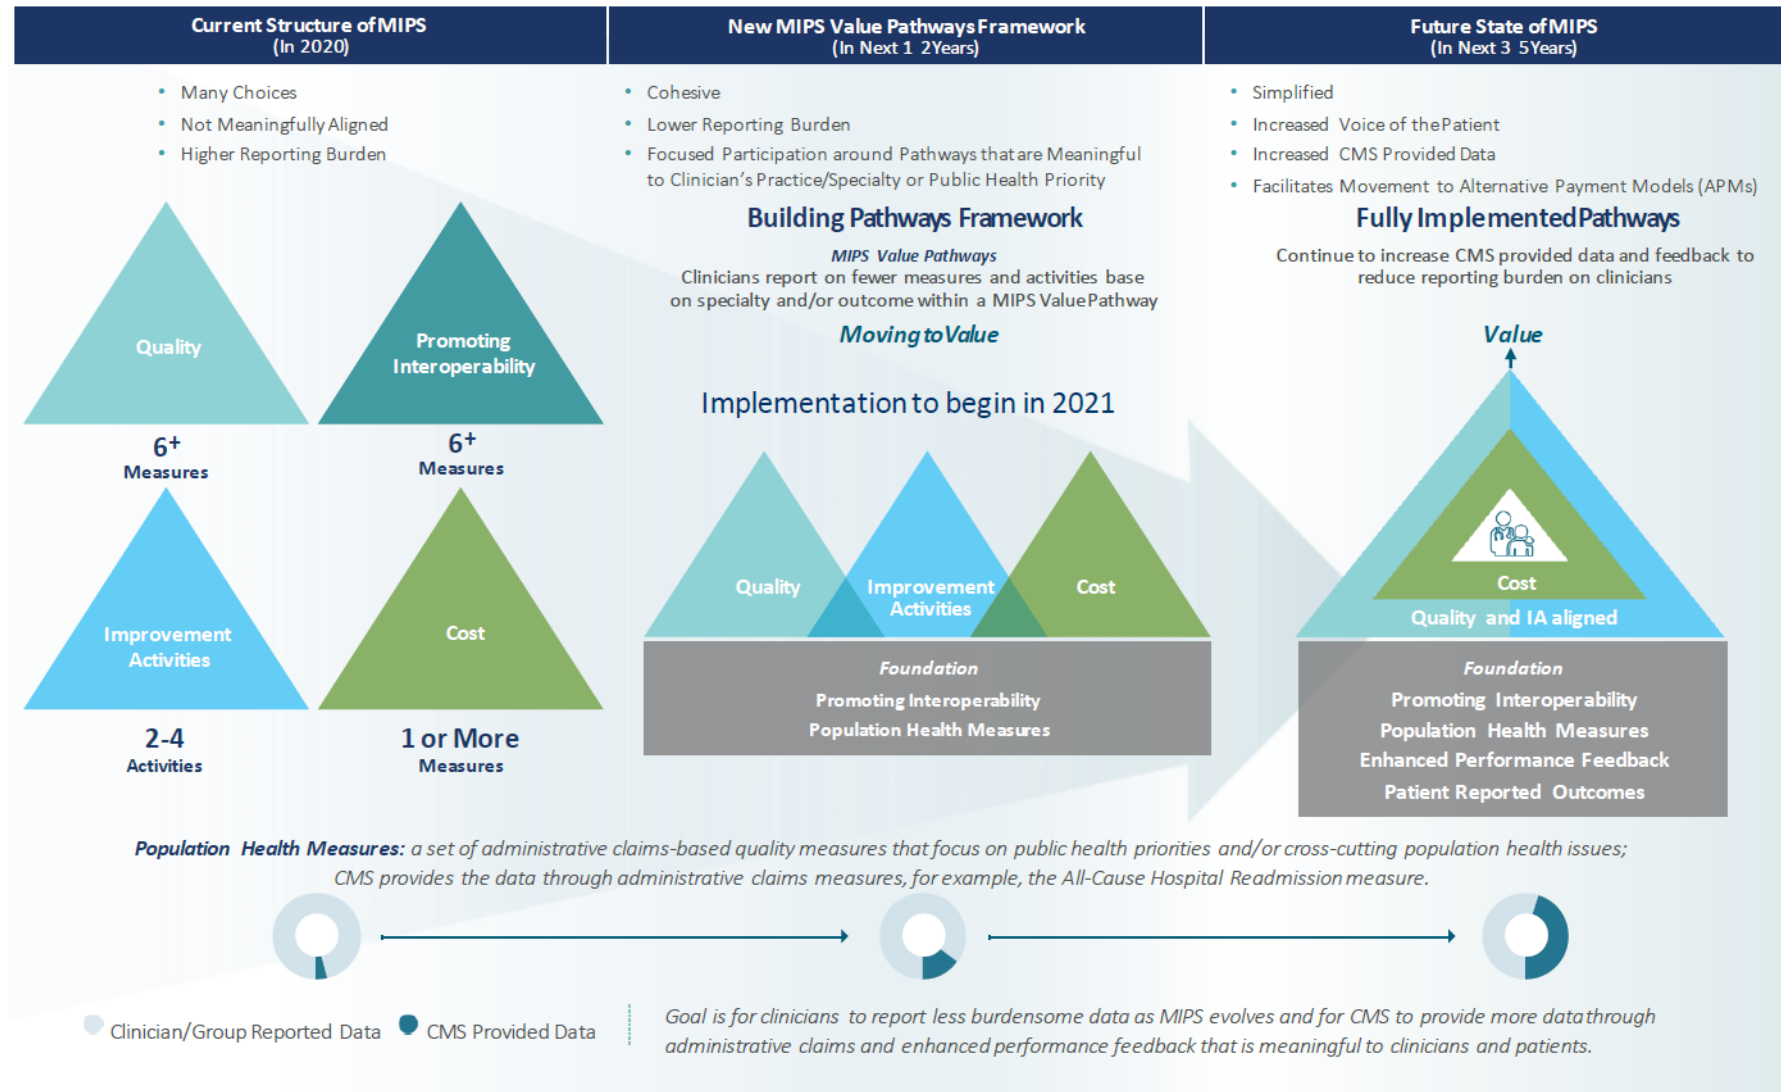 Current Structure of MIPS
(In 2020)
New MIPS Value Pathways Framework
(In Next 1 2Years)
Future State of MIPS
(In Next 3 5Years)
• Many Choices
• Not Meaningfully Aligned
• Higher Reporting Burden
• Cohesive
• Lower Reporting Burden
• Focused Participation around Pathways that are Meaningful
to Clinician's Practice/Specialty or Public Health Priority
• Simplified
• Increased Voice of the Patient
• Increased CMS Provided Data
• Facilitates Movement to Alternative Payment Models (APMs)
Quality
6+
Measures
Promoting
Interoperability
6+
Measures
Improvement
Activities
2-4
Activities
Cost
1 or More
Measures
Building Pathways Framework
MIPS Value Pathways
Clinicians report on fewer measures and activities base
on specialty and/or outcome within a MIPS Value Pathway
Moving to Value
Implementation to begin in 2021
Quality
Improvement
Activities
Cost
Foundation
Promoting Interoperability
Population Health Measures
Fully Implemented Pathways
Continue to increase CMS provided data and feedback to
reduce reporting burden on clinicians
Value
Cost
Quality and IA aligned
Foundation
Promoting Interoperability
Population Health Measures
Enhanced Performance Feedback
Patient Reported Outcomes
Population Health Measures: a set of administrative claims-based quality measures that focus on public health priorities and/or cross-cutting population health issues;
CMS provides the data through administrative claims measures, for example, the All-Cause Hospital Readmission measure.
Clinician/Group Reported Data
CMS Provided Data
Goal is for clinicians to report less burdensome data as MIPS evolves and for CMS to provide more data through
administrative claims and enhanced performance feedback that is meaningful to clinicians and patients.